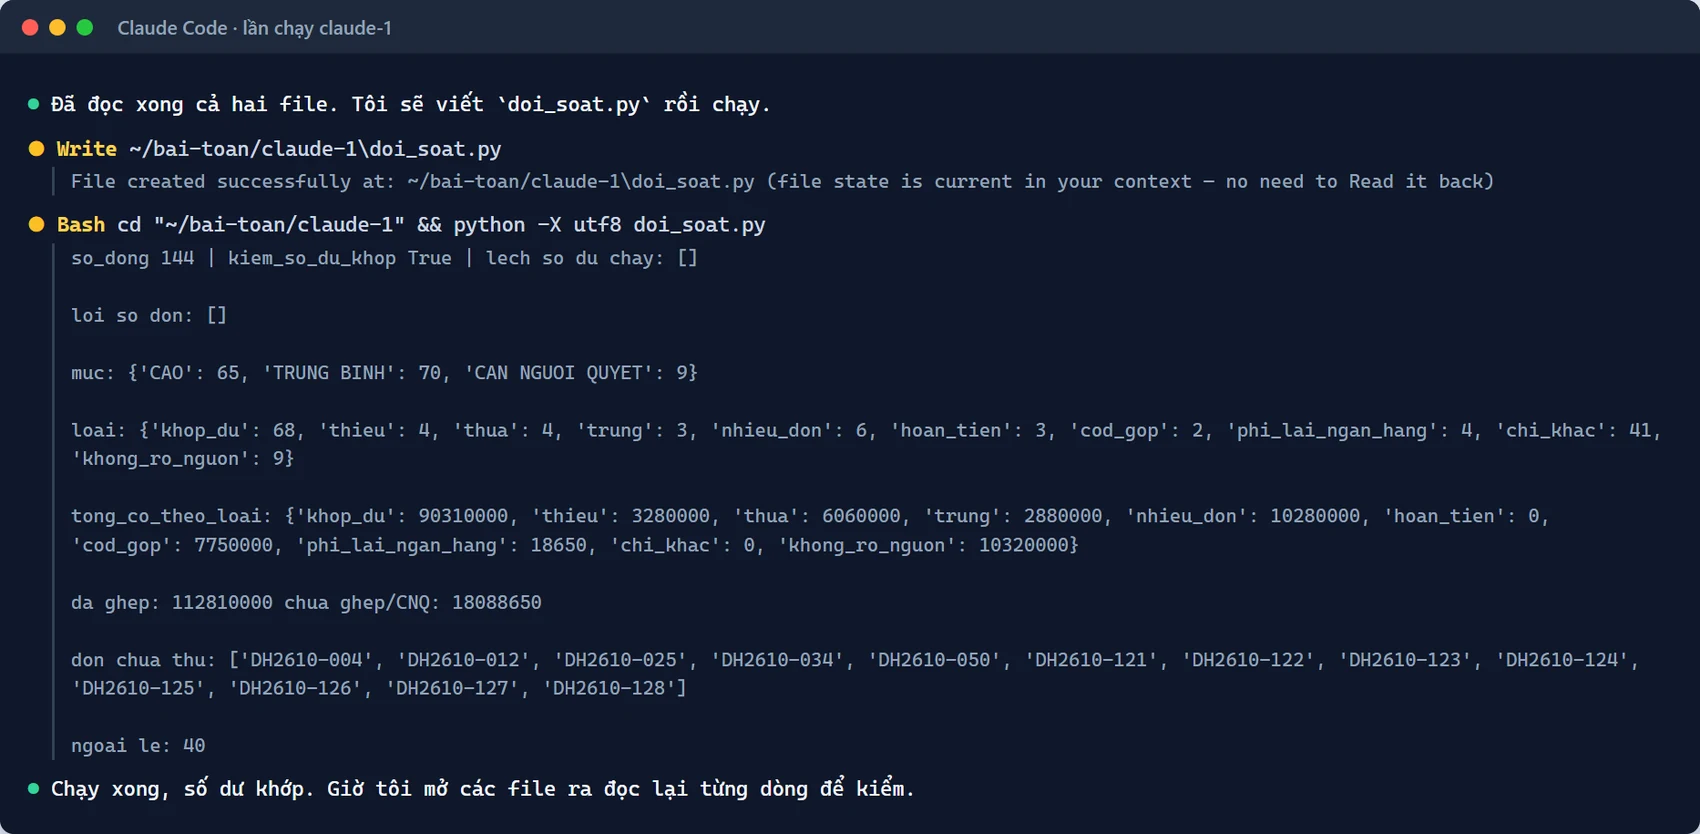 Claude Code · lần chạy claude-1
Đã đọc xong cả hai file. Tôi sẽ viết `doi_soat.py` rồi chạy.
Write ~/bai-toan/claude-1\doi_soat.py
File created successfully at: ~/bai-toan/claude-1\doi_soat.py (file state is current in your context — no need to Read it back)
Bash cd "~/bai-toan/claude-1" && python -X utf8 doi_soat.py
so_dong 144 | kiem_so_du_khop True | lech so du chay: []
loi so don: []
muc: {'CAO': 65, 'TRUNG BINH': 70, 'CAN NGUOI QUYET': 9}
loai: {'khop_du': 68, 'thieu': 4, 'thua': 4, 'trung': 3, 'nhieu_don': 6, 'hoan_tien': 3, 'cod_gop': 2, 'phi_lai_ngan_hang': 4, 'chi_khac': 41,
'khong_ro_nguon': 9}
tong_co_theo_loai: {'khop_du': 90310000, 'thieu': 3280000, 'thua': 6060000, 'trung': 2880000, 'nhieu_don': 10280000, 'hoan_tien': 0,
'cod_gop': 7750000, 'phi_lai_ngan_hang': 18650, 'chi_khac': 0, 'khong_ro_nguon': 10320000}
da ghep: 112810000 chua ghep/CNQ: 18088650
don chua thu: ['DH2610-004', 'DH2610-012', 'DH2610-025', 'DH2610-034', 'DH2610-050', 'DH2610-121', 'DH2610-122', 'DH2610-123', 'DH2610-124',
'DH2610-125', 'DH2610-126', 'DH2610-127', 'DH2610-128']
ngoai le: 40
Chạy xong, số dư khớp. Giờ tôi mở các file ra đọc lại từng dòng để kiểm.